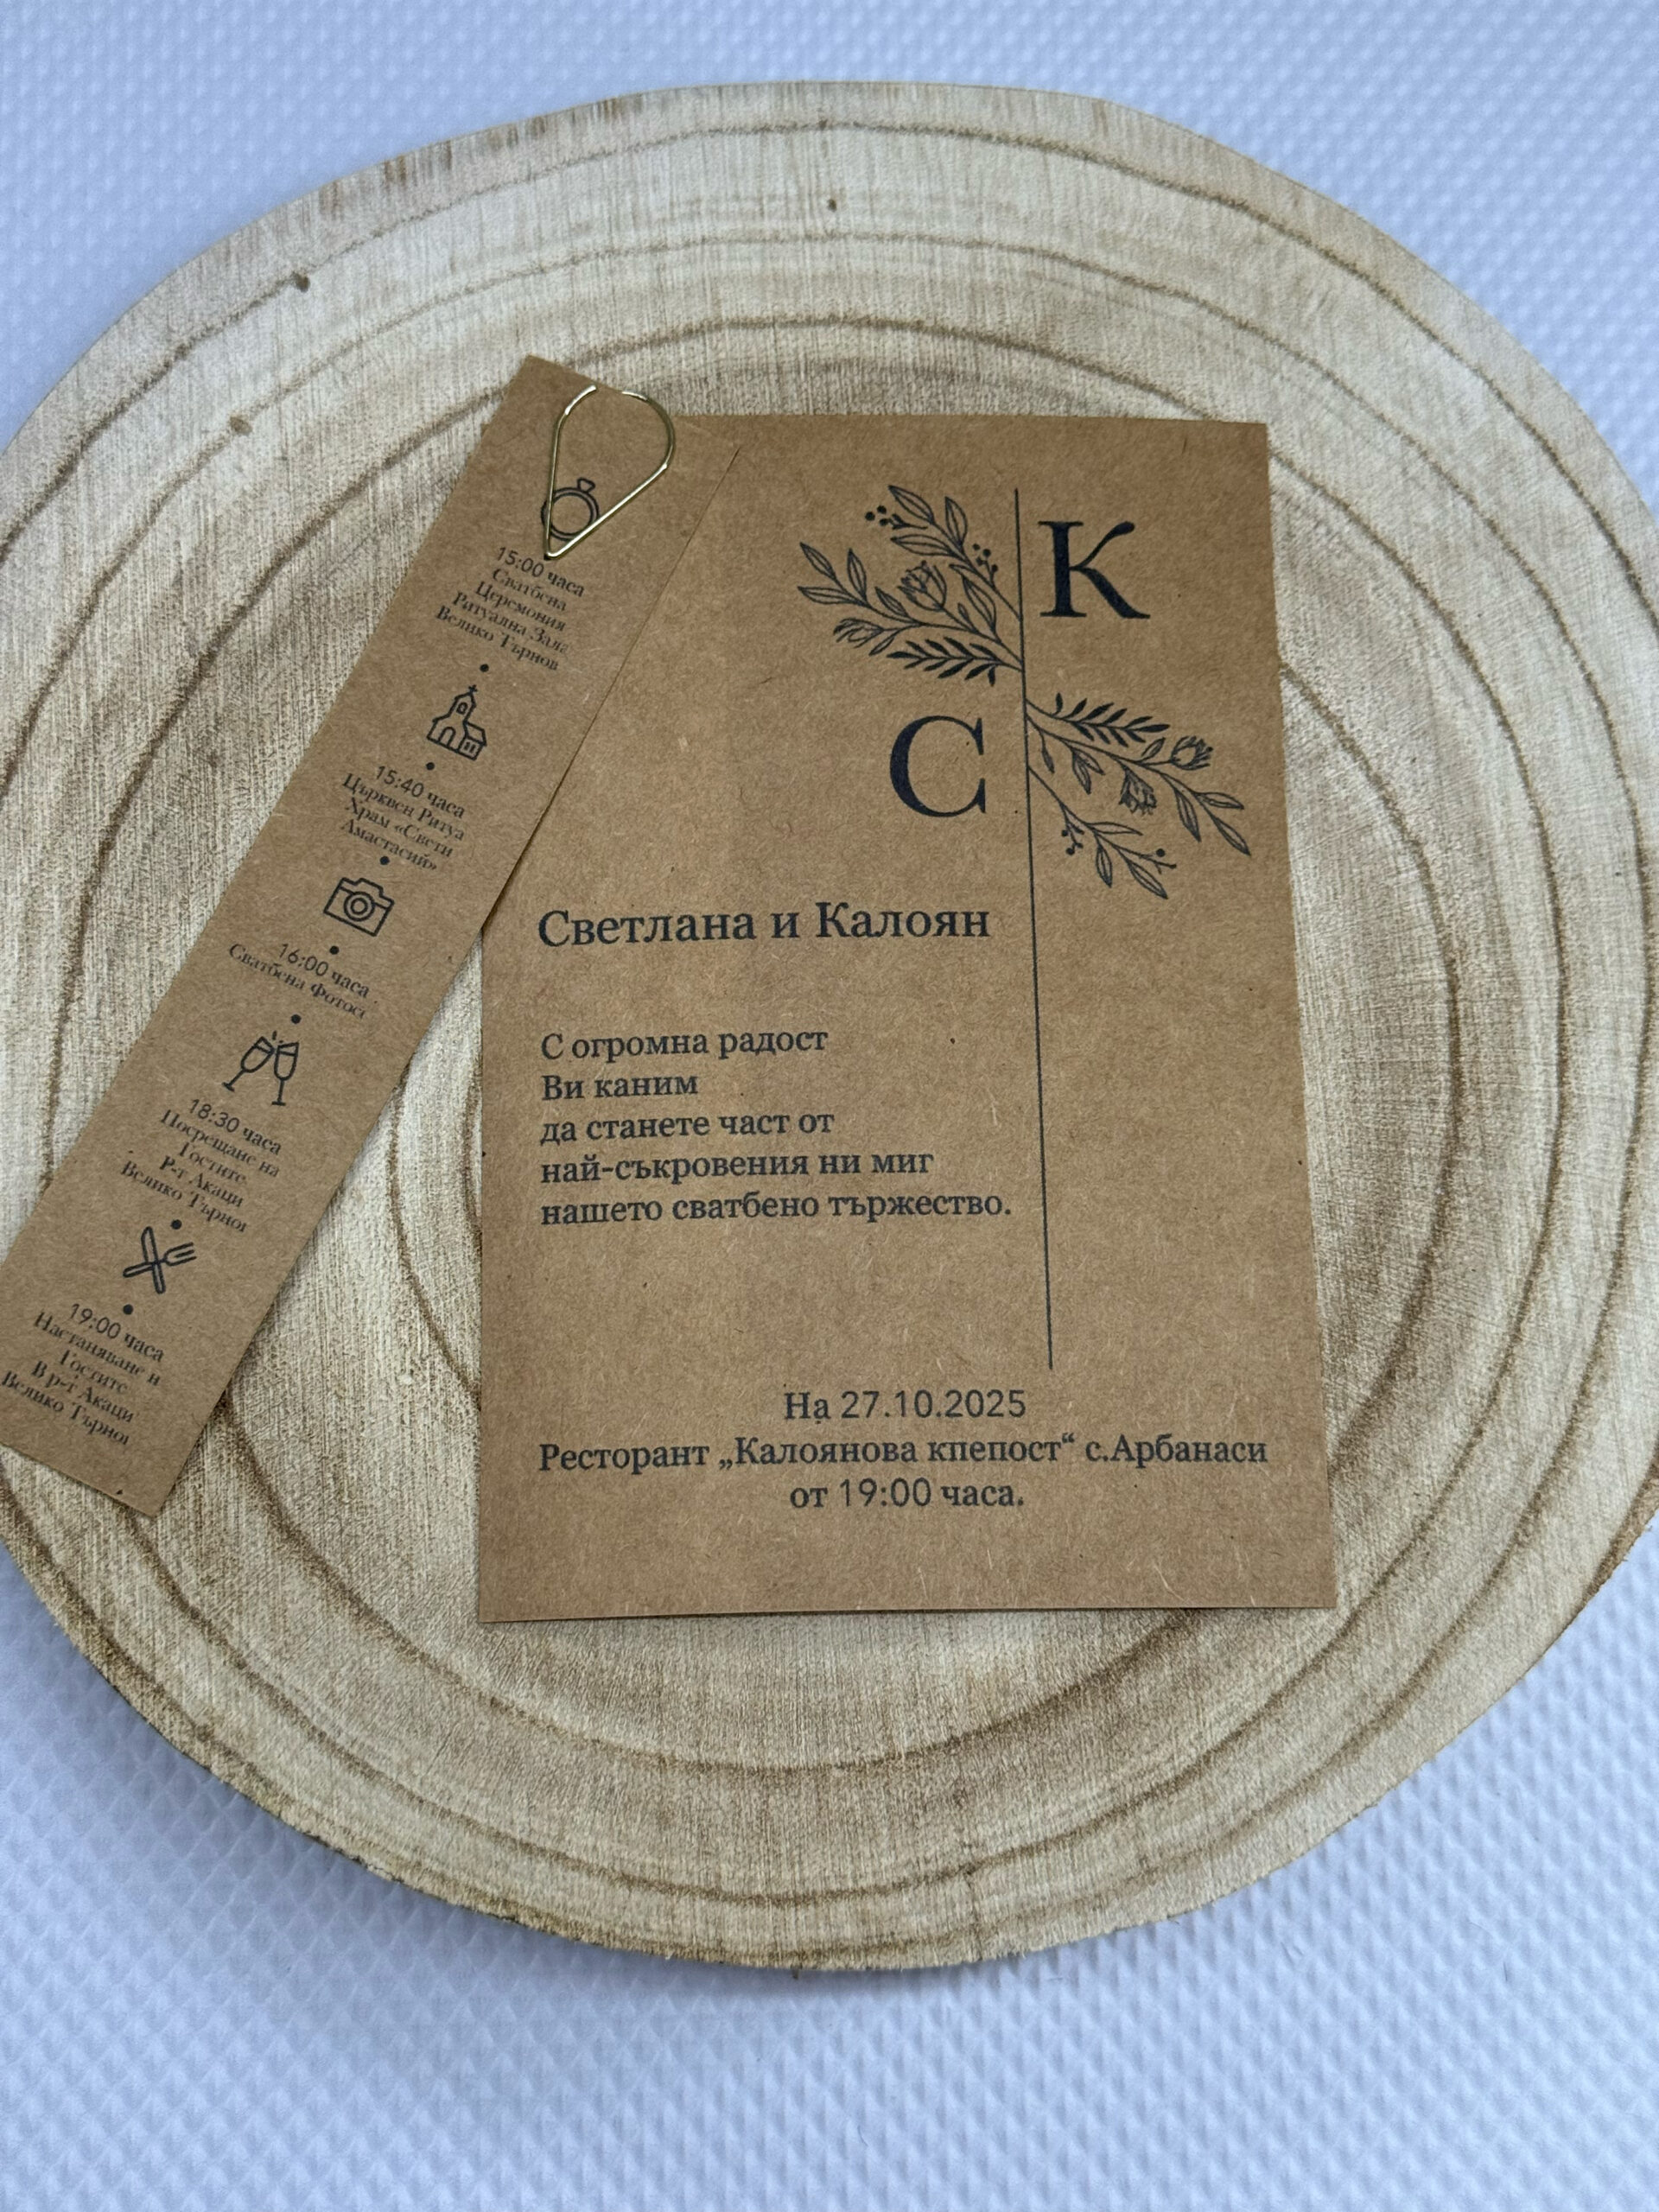 15:00 часа
Сватбена
Церемония
Ритуална Зала
Велико Търнов
15:40 часа
Църквен Ритуа
Храм «Свети
Амастасий»
16:00 часа
Сватбена Фотос
18:30 часа
Посрещане на
Гостите
Р-т Акаци
Велико Търнов
19:00 часа
Настаняване н
Гостите
В р-т Акаци
Велико Търнов
К
С
Светлана и Калоян
С огромна радост
Ви каним
да станете част от
най-съкровения ни миг
нашето сватбено тържество.
На 27.10.2025
Ресторант „Калоянова кпепост“ с.Арбанаси
от 19:00 часа.